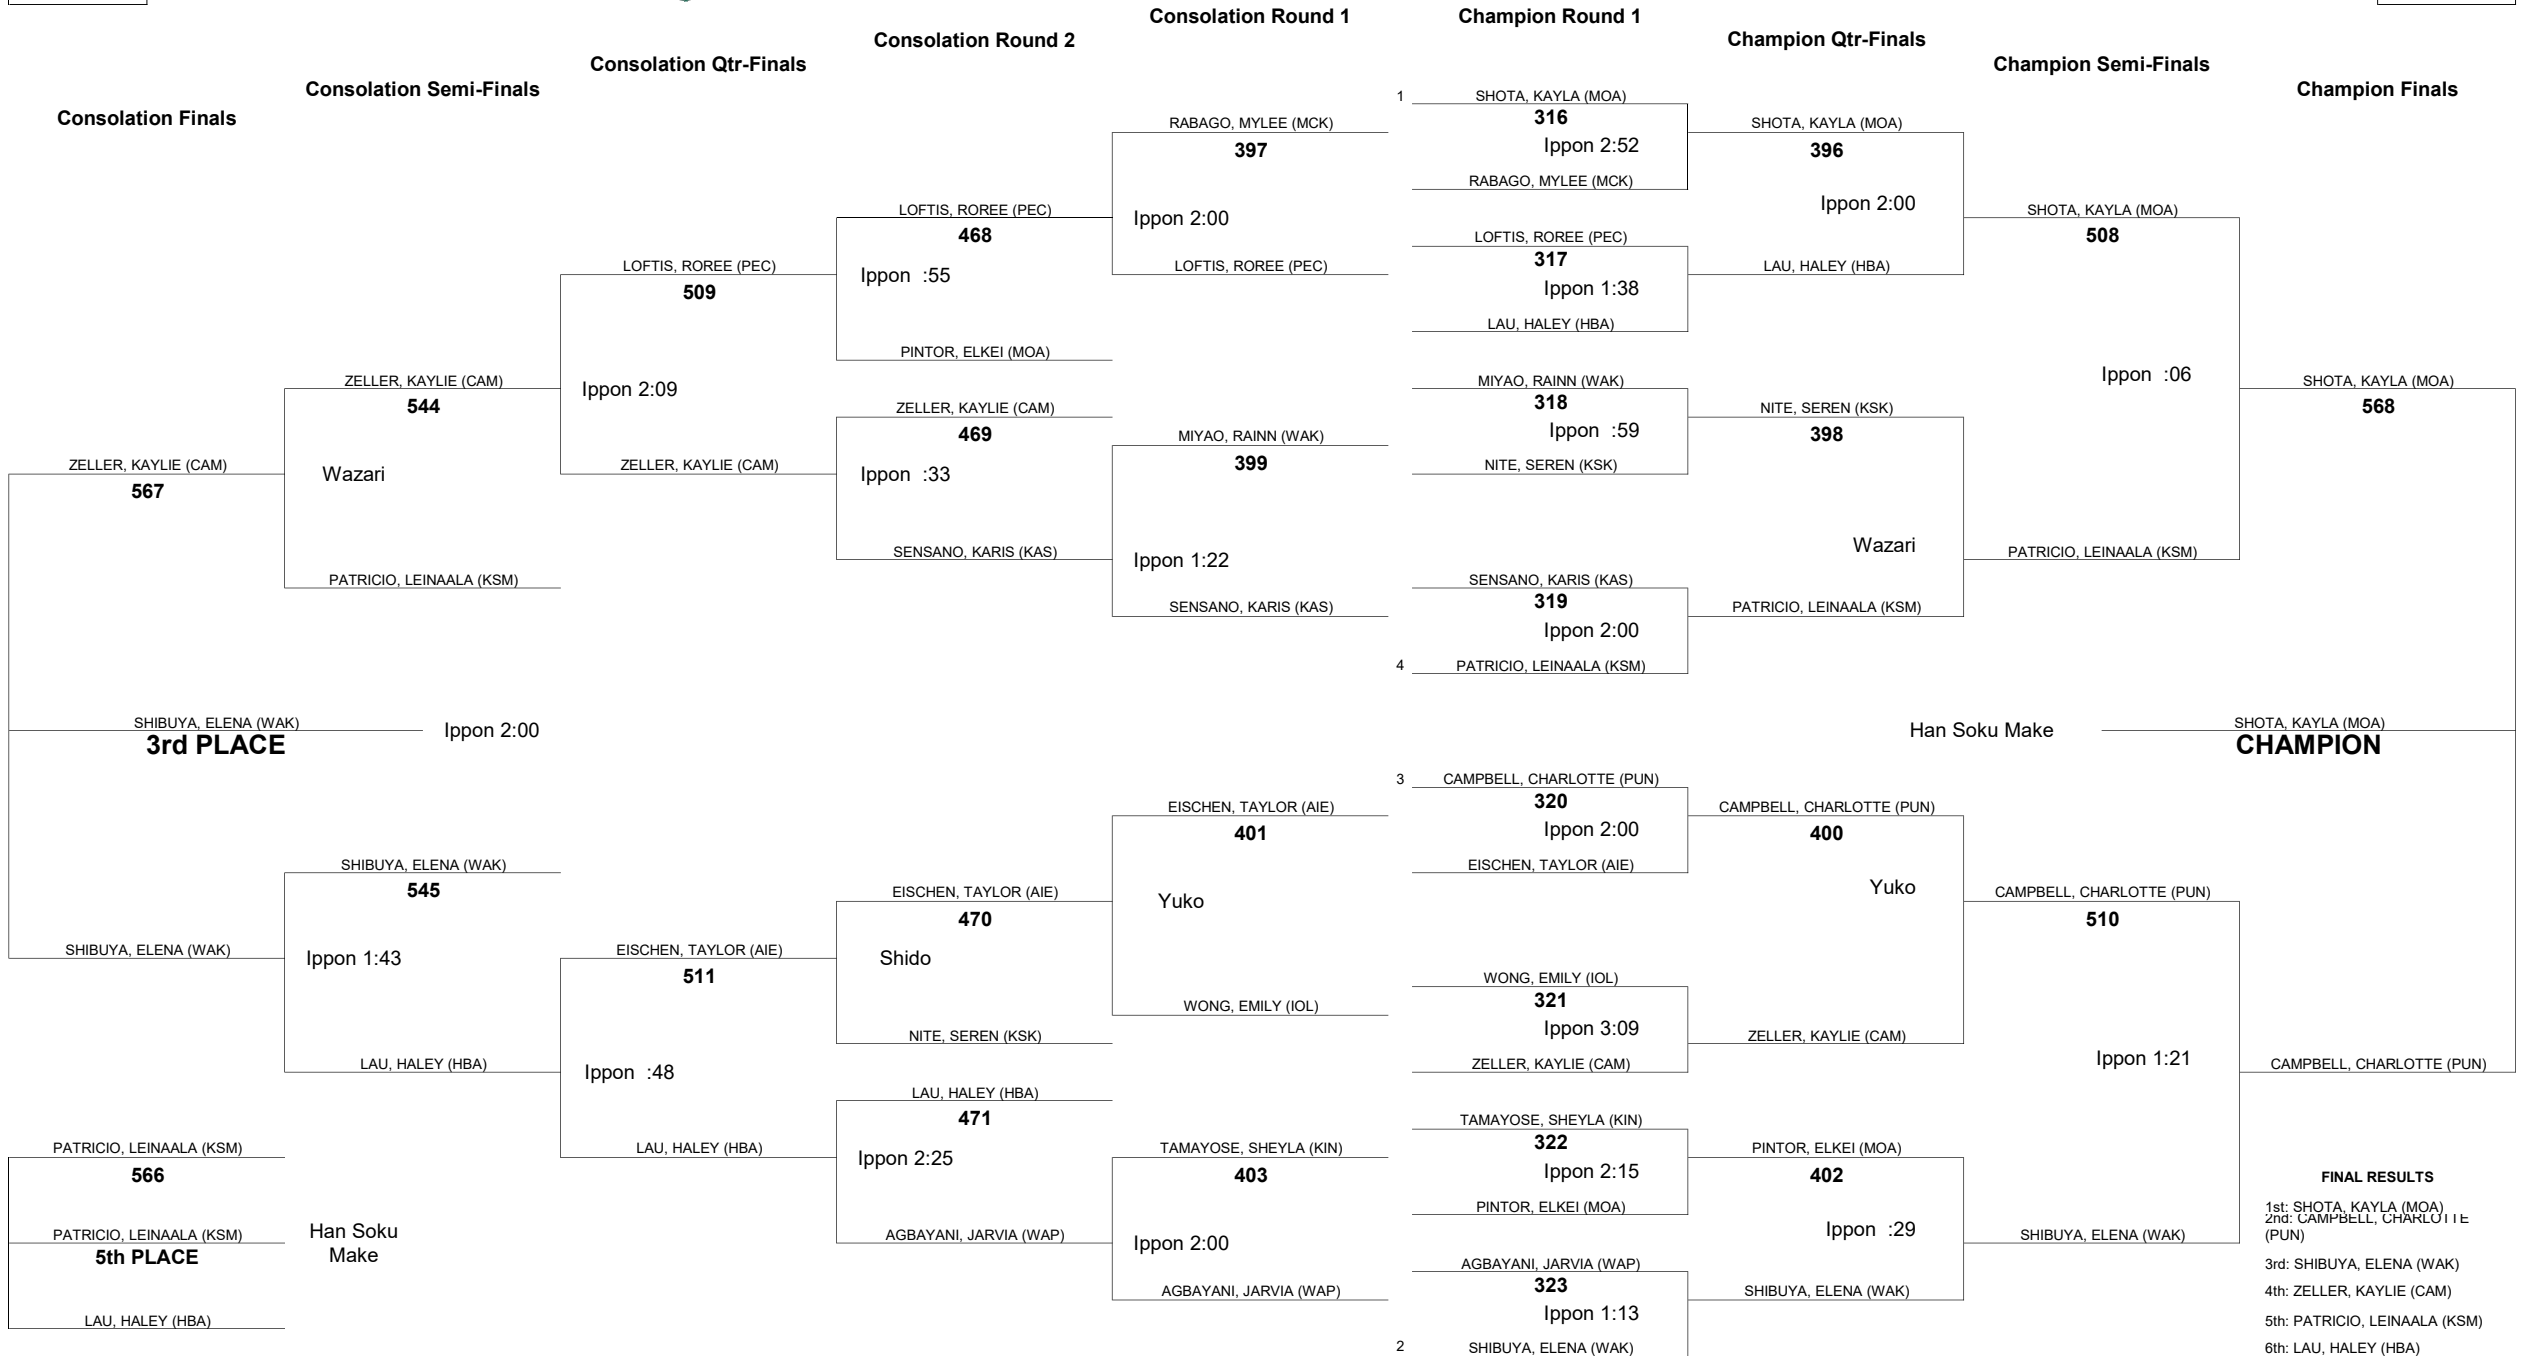 Consolation Round 1
Champion Round 1
Consolation Round 2
Champion Qtr-Finals
Consolation Qtr-Finals
Champion Semi-Finals
Consolation Semi-Finals
Champion Finals
Consolation Finals
ZELLER, KAYLIE (CAM)
567
SHIBUYA, ELENA (WAK)
3rd PLACE
Ippon 2:00
SHIBUYA, ELENA (WAK)
PATRICIO, LEINAALA (KSM)
566
PATRICIO, LEINAALA (KSM)
5th PLACE
Han Soku
Make
LAU, HALEY (HBA)
ZELLER, KAYLIE (CAM)
544
Wazari
PATRICIO, LEINAALA (KSM)
SHIBUYA, ELENA (WAK)
545
Ippon 1:43
LAU, HALEY (HBA)
LOFTIS, ROREE (PEC)
509
Ippon 2:09
ZELLER, KAYLIE (CAM)
EISCHEN, TAYLOR (AIE)
511
Ippon :48
LAU, HALEY (HBA)
LOFTIS, ROREE (PEC)
468
Ippon :55
PINTOR, ELKEI (MOA)
ZELLER, KAYLIE (CAM)
469
Ippon :33
SENSANO, KARIS (KAS)
EISCHEN, TAYLOR (AIE)
470
Shido
NITE, SEREN (KSK)
LAU, HALEY (HBA)
471
Ippon 2:25
AGBAYANI, JARVIA (WAP)
RABAGO, MYLEE (MCK)
397
Ippon 2:00
LOFTIS, ROREE (PEC)
MIYAO, RAINN (WAK)
399
Ippon 1:22
SENSANO, KARIS (KAS)
EISCHEN, TAYLOR (AIE)
401
Yuko
WONG, EMILY (IOL)
TAMAYOSE, SHEYLA (KIN)
403
Ippon 2:00
AGBAYANI, JARVIA (WAP)
1 SHOTA, KAYLA (MOA)
316
Ippon 2:52
RABAGO, MYLEE (MCK)
LOFTIS, ROREE (PEC)
317
Ippon 1:38
LAU, HALEY (HBA)
MIYAO, RAINN (WAK)
318
Ippon :59
NITE, SEREN (KSK)
SENSANO, KARIS (KAS)
319
Ippon 2:00
4 PATRICIO, LEINAALA (KSM)
3 CAMPBELL, CHARLOTTE (PUN)
320
Ippon 2:00
EISCHEN, TAYLOR (AIE)
WONG, EMILY (IOL)
321
Ippon 3:09
ZELLER, KAYLIE (CAM)
TAMAYOSE, SHEYLA (KIN)
322
Ippon 2:15
PINTOR, ELKEI (MOA)
AGBAYANI, JARVIA (WAP)
323
Ippon 1:13
2 SHIBUYA, ELENA (WAK)
SHOTA, KAYLA (MOA)
396
Ippon 2:00
LAU, HALEY (HBA)
NITE, SEREN (KSK)
398
Wazari
PATRICIO, LEINAALA (KSM)
CAMPBELL, CHARLOTTE (PUN)
400
Yuko
ZELLER, KAYLIE (CAM)
PINTOR, ELKEI (MOA)
402
Ippon :29
SHIBUYA, ELENA (WAK)
SHOTA, KAYLA (MOA)
508
Ippon :06
PATRICIO, LEINAALA (KSM)
CAMPBELL, CHARLOTTE (PUN)
510
Ippon 1:21
SHIBUYA, ELENA (WAK)
SHOTA, KAYLA (MOA)
568
Han Soku Make
SHOTA, KAYLA (MOA)
CHAMPION
CAMPBELL, CHARLOTTE (PUN)
FINAL RESULTS
1st: SHOTA, KAYLA (MOA)
2nd: CAMPBELL, CHARLOTTE
(PUN)
3rd: SHIBUYA, ELENA (WAK)
4th: ZELLER, KAYLIE (CAM)
5th: PATRICIO, LEINAALA (KSM)
6th: LAU, HALEY (HBA)